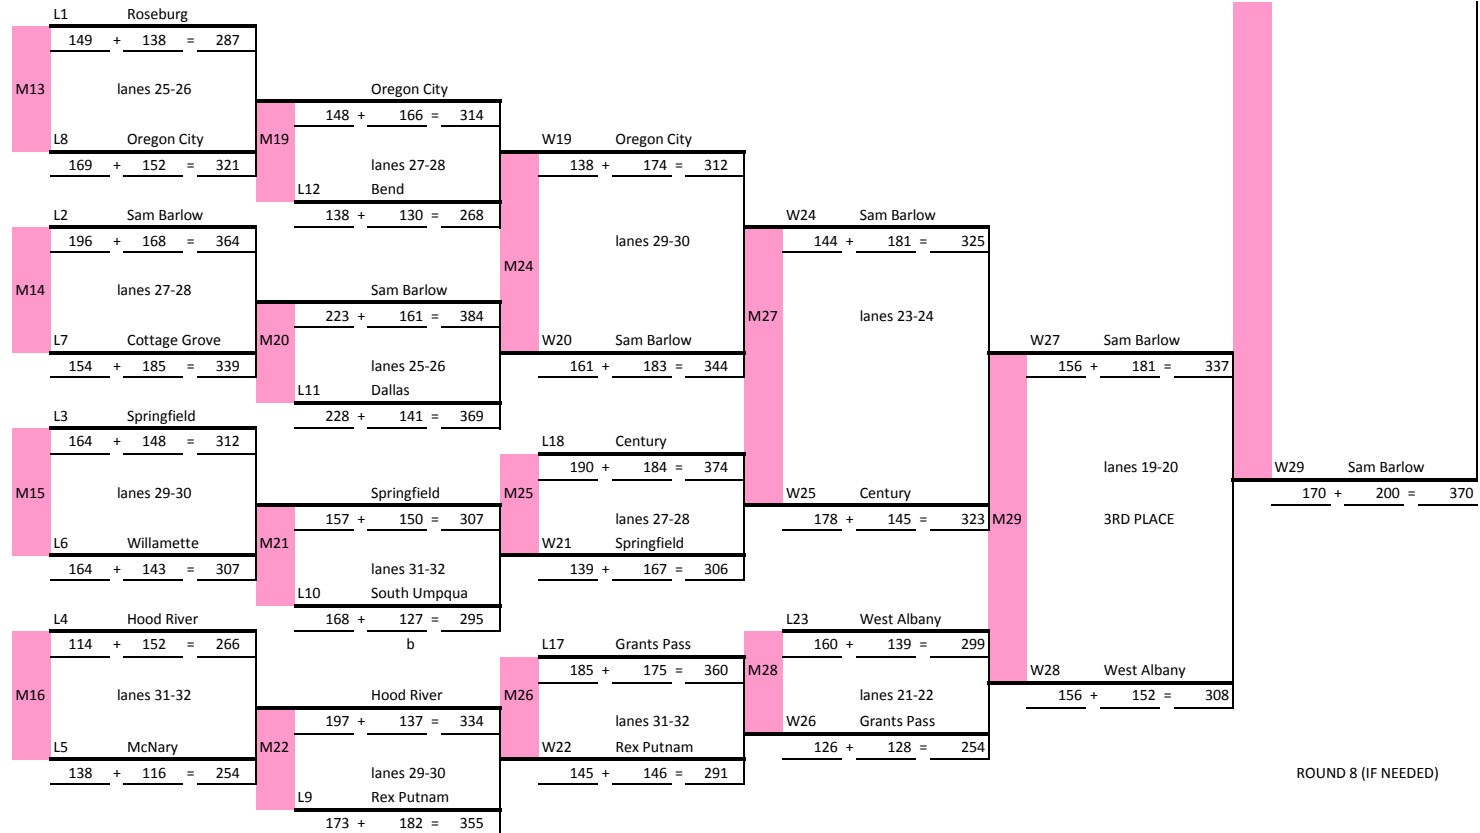 L1 Roseburg
149 + 138 = 287
M13 lanes 25-26
L8 Oregon City
169 + 152 = 321
L2 Sam Barlow
196 + 168 = 364
M14 lanes 27-28
L7 Cottage Grove
154 + 185 = 339
L3 Springfield
164 + 148 = 312
M15 lanes 29-30
L6 Willamette
164 + 143 = 307
L4 Hood River
114 + 152 = 266
M16 lanes 31-32
L5 McNary
138 + 116 = 254
Oregon City
148 + 166 = 314
M19
lanes 27-28
L12 Bend
138 + 130 = 268
Sam Barlow
223 + 161 = 384
M20
lanes 25-26
L11 Dallas
228 + 141 = 369
Springfield
157 + 150 = 307
M21
lanes 31-32
L10 South Umpqua
168 + 127 = 295
b
Hood River
197 + 137 = 334
M22
lanes 29-30
L9 Rex Putnam
173 + 182 = 355
W19 Oregon City
138 + 174 = 312
lanes 29-30
M24
W20 Sam Barlow
161 + 183 = 344
L18 Century
190 + 184 = 374
M25
lanes 27-28
W21 Springfield
139 + 167 = 306
L17 Grants Pass
185 + 175 = 360
M26
lanes 31-32
W22 Rex Putnam
145 + 146 = 291
W24 Sam Barlow
144 + 181 = 325
M27 lanes 23-24
W25 Century
178 + 145 = 323
L23 West Albany
160 + 139 = 299
M28
lanes 21-22
W26 Grants Pass
126 + 128 = 254
W27 Sam Barlow
156 + 181 = 337
lanes 19-20
M29 3RD PLACE
W28 West Albany
156 + 152 = 308
W29 Sam Barlow
170 + 200 = 370
ROUND 8 (IF NEEDED)